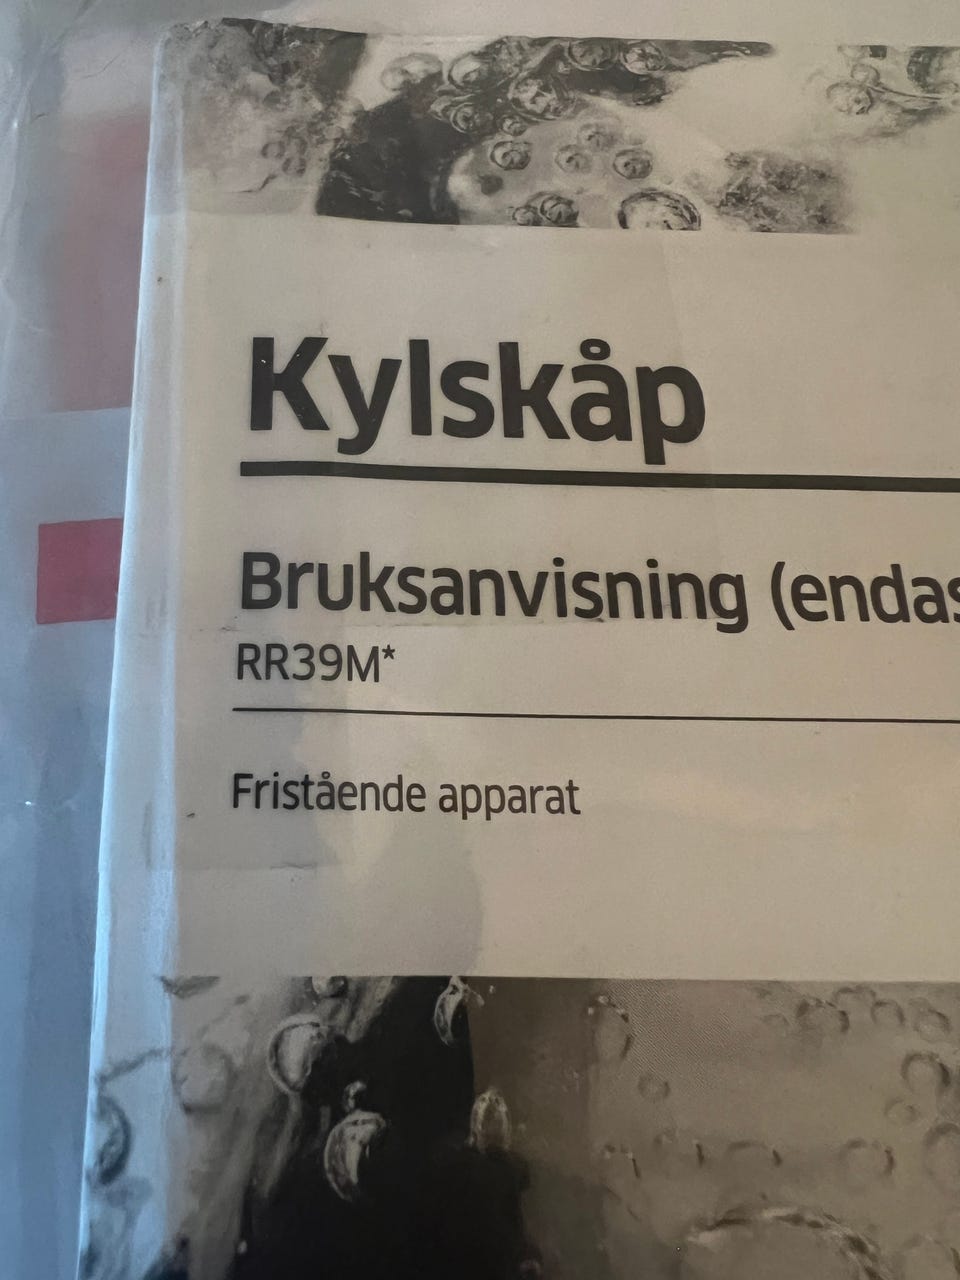 Kylskåp
Bruksanvisning (endas
RR39M*
Fristående apparat